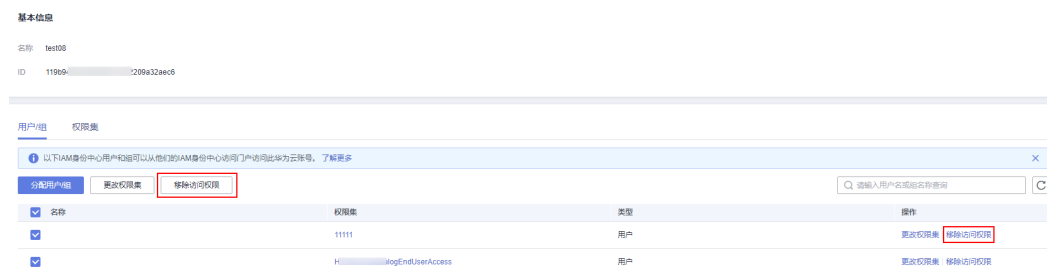 基本信息
名称 test08
ID 119b9 209a32aec6
用户/组 权限集
以下IAM身份中心用户和组可以从他们的IAM身份中心访问门户访问此华为云账号。 了解更多
分配用户/组 更改权限集 移除访问权限 请输入用户名或组名称查询
名称 权限集 类型 操作
11111 用户 更改权限集 移除访问权限
H alogEndUserAccess 用户 更改权限集 移除访问权限